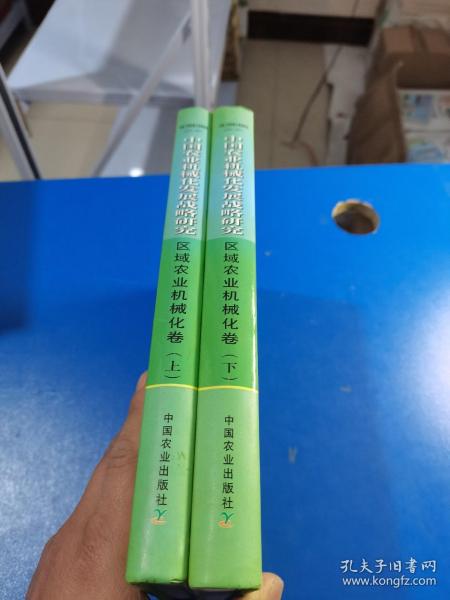 中国农业机械化发展战略研究
区域农业机械化卷（上）
中国农业出版社
中国农业机械化发展战略研究
区域农业机械化卷（下）
中国农业出版社
孔夫子旧书网
www.kongfz.com